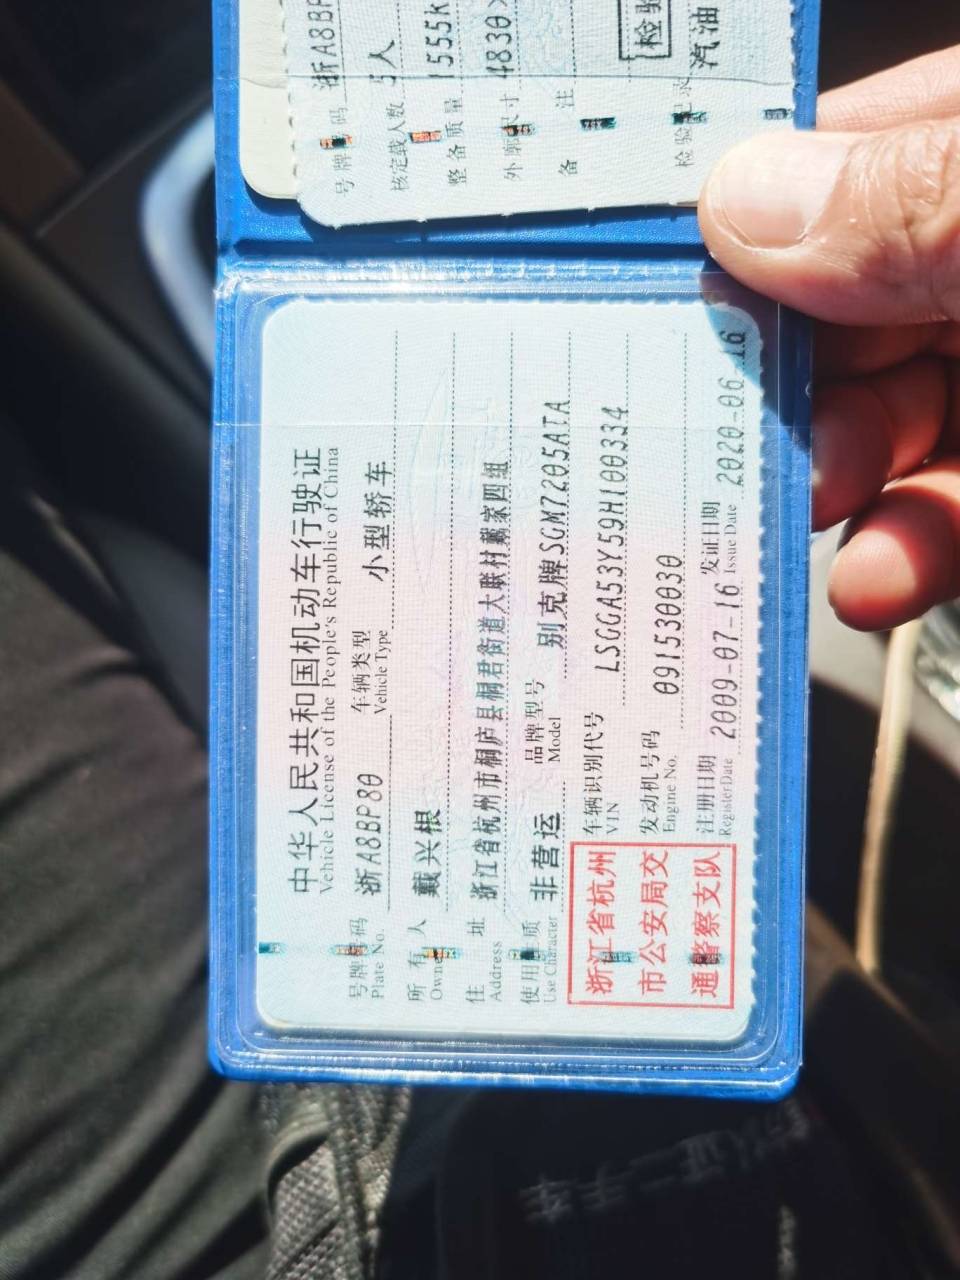 中华人民共和国机动车行驶证
Vehicle License of the People's Republic of China
号牌号码 浙A8BP80 车辆类型 小型轿车
Plate No. Vehicle Type
所有人 戴兴根
Owner
住址 浙江省杭州市桐庐县桐君街道大联村戴家四组
Address
使用性质 非营运 品牌型号 别克牌SGM7205ATA
Use Character Model
浙江省杭州
市公安局交
通警察支队
车辆识别代号 LSGGA53Y59H100334
VIN
发动机号码 091530030
Engine No.
注册日期 2009-07-16 发证日期 2020-06-16
Register Date Issue Date
号牌号码 浙A8BP
核定载人数 5人
整备质量 1555k
外廓尺寸 4830×
备注
检验
检验记录 汽油
认证二手车